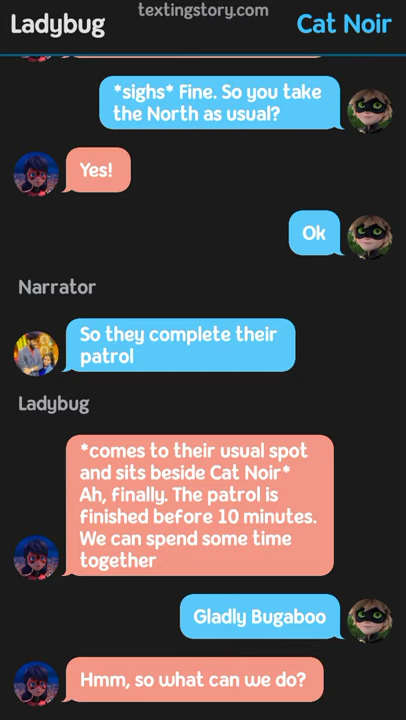 textingstory.com
Ladybug
Cat Noir
*sighs* Fine. So you take
the North as usual?
Yes!
Ok
Narrator
So they complete their
patrol
Ladybug
*comes to their usual spot
and sits beside Cat Noir*
Ah, finally. The patrol is
finished before 10 minutes.
We can spend some time
together
Gladly Bugaboo
Hmm, so what can we do?